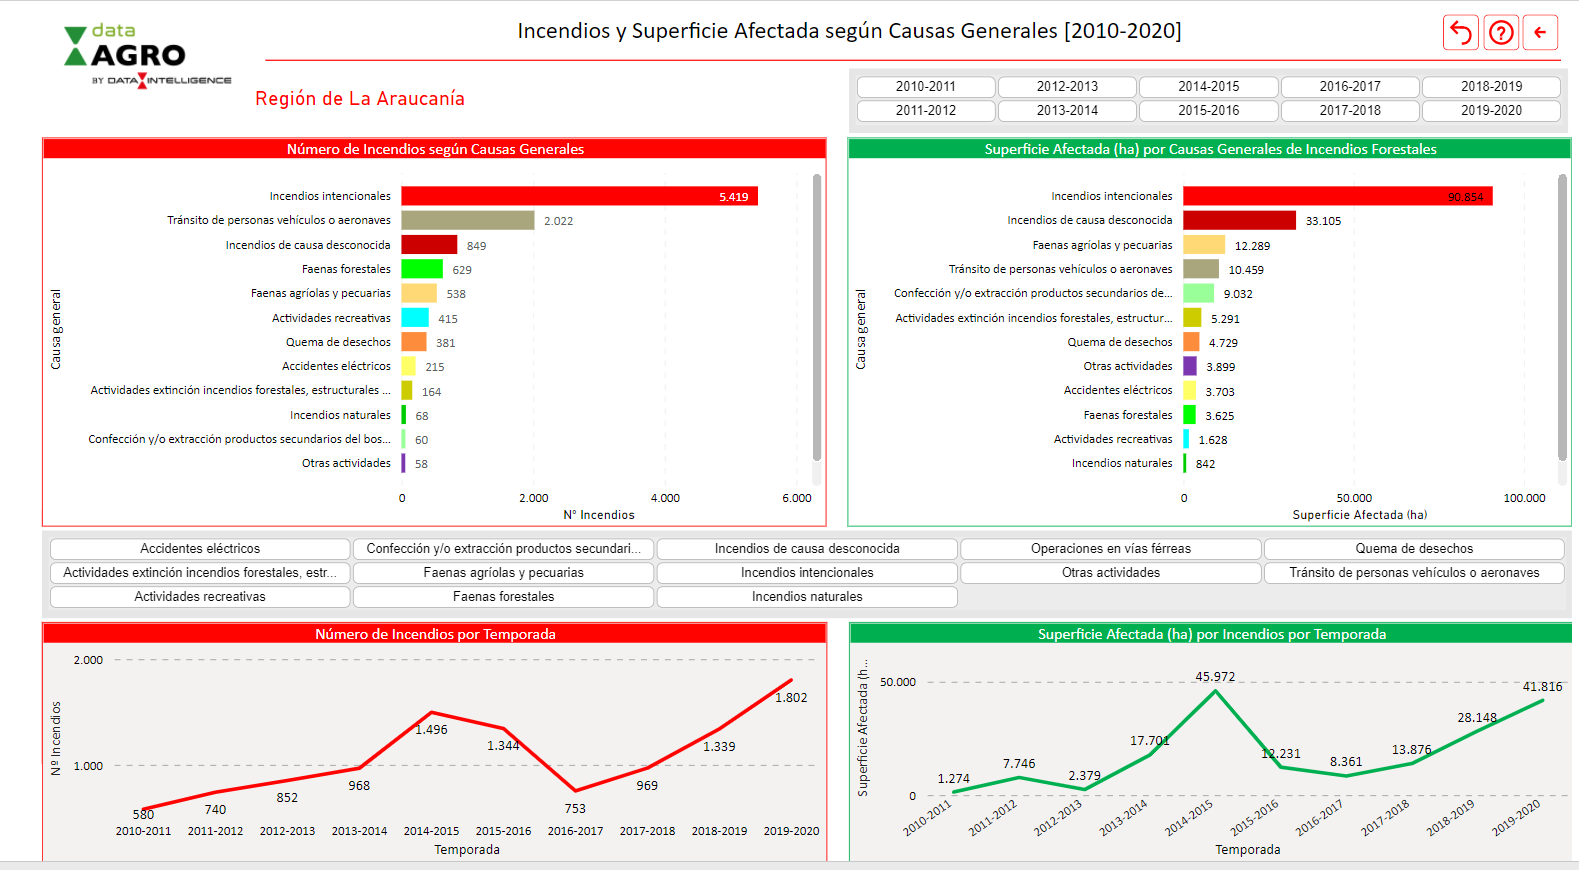 data
AGRO
BY DATA INTELLIGENCE
Incendios y Superficie Afectada según Causas Generales [2010-2020]
Región de La Araucanía
2010-2011
2012-2013
2014-2015
2016-2017
2018-2019
2011-2012
2013-2014
2015-2016
2017-2018
2019-2020
Número de Incendios según Causas Generales
Causa general
Incendios intencionales 5.419
Tránsito de personas vehículos o aeronaves 2.022
Incendios de causa desconocida 849
Faenas forestales 629
Faenas agríolas y pecuarias 538
Actividades recreativas 415
Quema de desechos 381
Accidentes eléctricos 215
Actividades extinción incendios forestales, estructurales ... 164
Incendios naturales 68
Confección y/o extracción productos secundarios del bos... 60
Otras actividades 58
0 2.000 4.000 6.000
N° Incendios
Superficie Afectada (ha) por Causas Generales de Incendios Forestales
Causa general
Incendios intencionales 90.854
Incendios de causa desconocida 33.105
Faenas agríolas y pecuarias 12.289
Tránsito de personas vehículos o aeronaves 10.459
Confección y/o extracción productos secundarios de... 9.032
Actividades extinción incendios forestales, estructur... 5.291
Quema de desechos 4.729
Otras actividades 3.899
Accidentes eléctricos 3.703
Faenas forestales 3.625
Actividades recreativas 1.628
Incendios naturales 842
0 50.000 100.000
Superficie Afectada (ha)
Accidentes eléctricos
Confección y/o extracción productos secundari...
Incendios de causa desconocida
Operaciones en vías férreas
Quema de desechos
Actividades extinción incendios forestales, estr...
Faenas agríolas y pecuarias
Incendios intencionales
Otras actividades
Tránsito de personas vehículos o aeronaves
Actividades recreativas
Faenas forestales
Incendios naturales
Número de Incendios por Temporada
Nº Incendios
2.000
1.000
580 740 852 968 1.496 1.344 753 969 1.339 1.802
2010-2011 2011-2012 2012-2013 2013-2014 2014-2015 2015-2016 2016-2017 2017-2018 2018-2019 2019-2020
Temporada
Superficie Afectada (ha) por Incendios por Temporada
Superficie Afectada (h...
50.000
0
1.274 7.746 2.379 17.701 45.972 12.231 8.361 13.876 28.148 41.816
2010-2011 2011-2012 2012-2013 2013-2014 2014-2015 2015-2016 2016-2017 2017-2018 2018-2019 2019-2020
Temporada